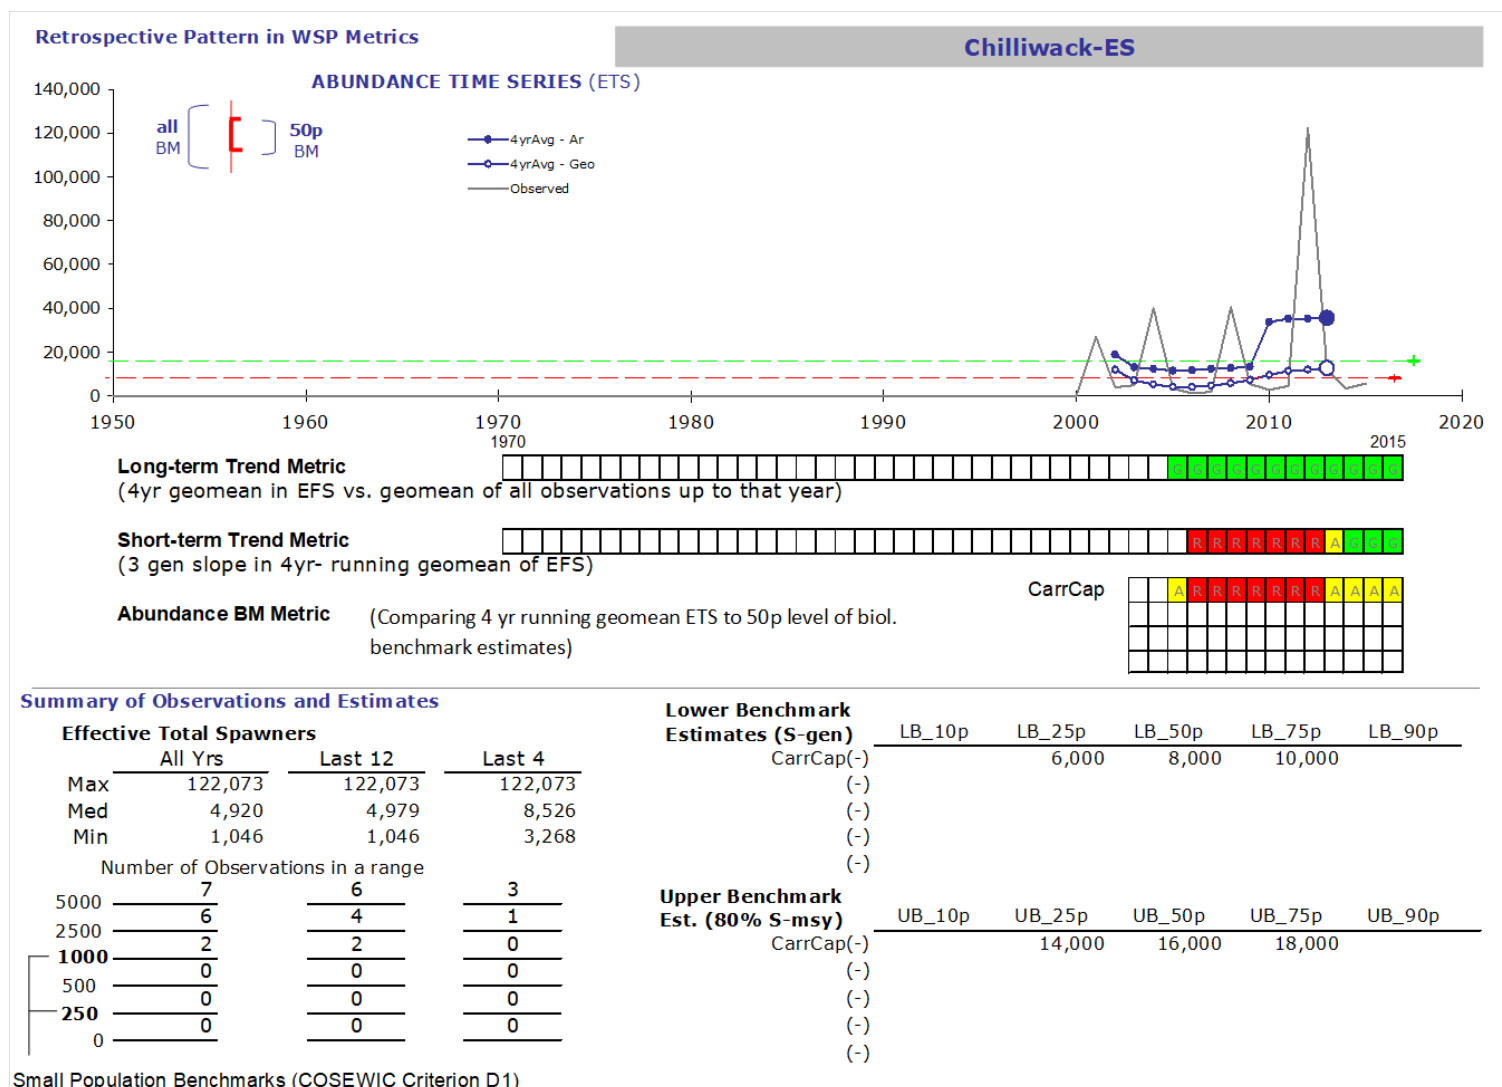 Retrospective Pattern in WSP Metrics
Chilliwack-ES
ABUNDANCE TIME SERIES (ETS)
140,000
120,000
100,000
80,000
60,000
40,000
20,000
0
all
BM
50p
BM
4yrAvg - Ar
4yrAvg - Geo
Observed
1950 1960 1970 1980 1990 2000 2010 2020
1970 2015
Long-term Trend Metric
G G G G G G G G G G G G
(4yr geomean in EFS vs. geomean of all observations up to that year)
Short-term Trend Metric
R R R R R R R A G G G
(3 gen slope in 4yr- running geomean of EFS)
CarrCap
A R R R R R R R A A A A
Abundance BM Metric
(Comparing 4 yr running geomean ETS to 50p level of biol.
benchmark estimates)
Summary of Observations and Estimates
Effective Total Spawners
All Yrs Last 12 Last 4
Max 122,073 122,073 122,073
Med 4,920 4,979 8,526
Min 1,046 1,046 3,268
Number of Observations in a range
7 6 3
5000
6 4 1
2500
2 2 0
1000
0 0 0
500
0 0 0
250
0 0 0
0
Small Population Benchmarks (COSEWIC Criterion D1)
Lower Benchmark
Estimates (S-gen) LB_10p LB_25p LB_50p LB_75p LB_90p
CarrCap(-) 6,000 8,000 10,000
(-)
(-)
(-)
(-)
Upper Benchmark
Est. (80% S-msy) UB_10p UB_25p UB_50p UB_75p UB_90p
CarrCap(-) 14,000 16,000 18,000
(-)
(-)
(-)
(-)